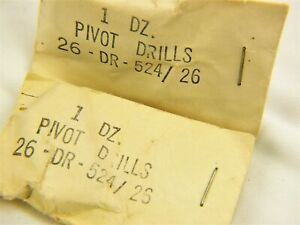 1 DZ.
PIVOT DRILLS
26-DR-524/26
1 DZ.
PIVOT DRILLS
26-DR-524/26